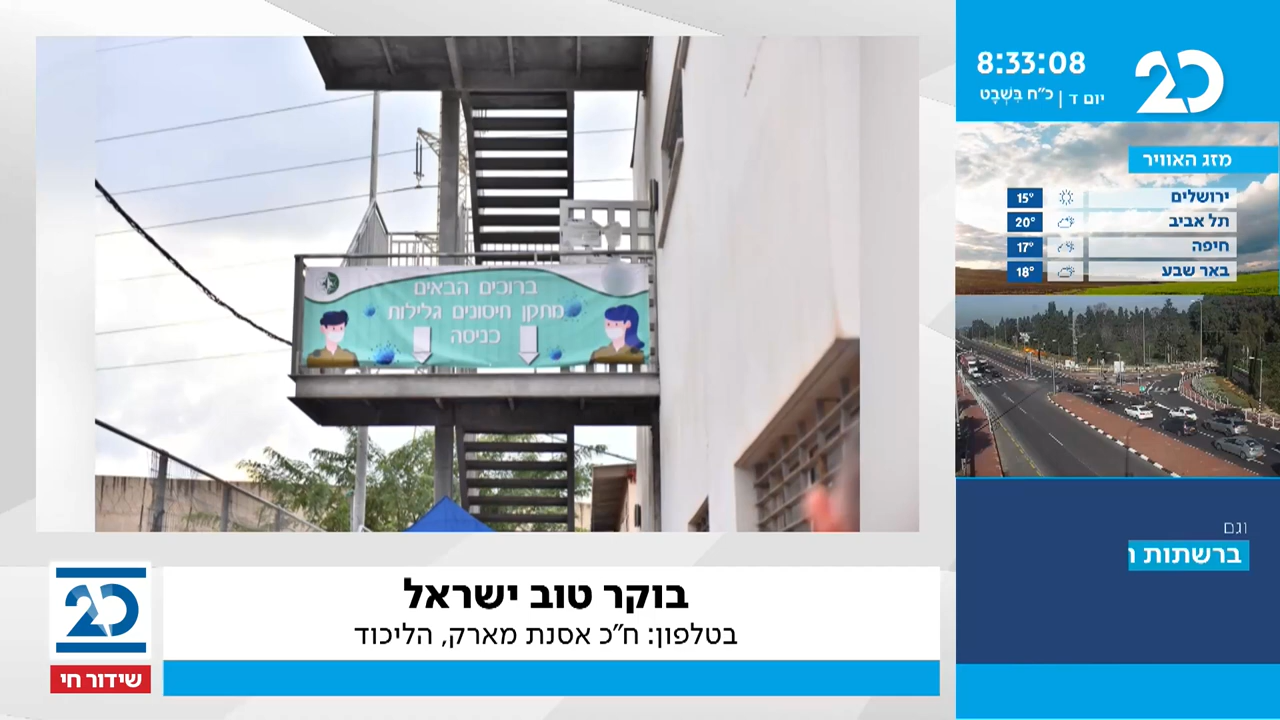 ברוכים הבאים
מתקן חיסונים גלילות
כניסה
בוקר טוב ישראל
בטלפון: ח"כ אסנת מארק, הליכוד
20
שידור חי
8:33:08
20
יום ד | כ"ח בִּשְׁבָט
מזג האוויר
ירושלים 15°
תל אביב 20°
חיפה 17°
באר שבע 18°
וגם
ברשתות